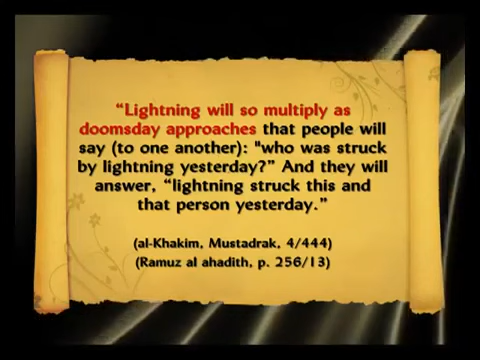 “Lightning will so multiply as
doomsday approaches that people will
say (to one another): "who was struck
by lightning yesterday?” And they will
answer, “lightning struck this and
that person yesterday.”
(al-Khakim, Mustadrak, 4/444)
(Ramuz al ahadith, p. 256/13)